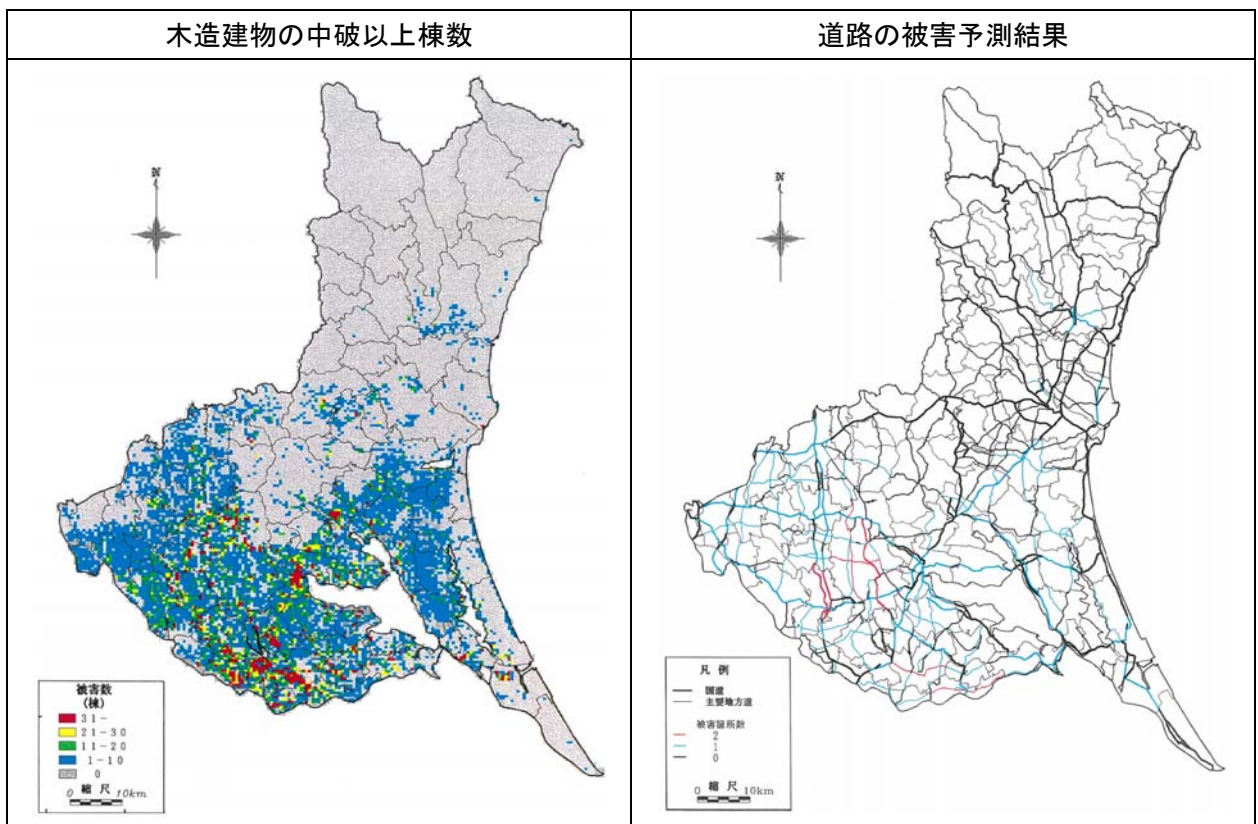 木造建物の中破以上棟数
道路の被害予測結果
N
被害数
(棟)
31-
21-30
11-20
1-10
0
縮尺
0 10km
N
凡例
国道
主要地方道
被害箇所数
2
1
0
縮尺
0 10km